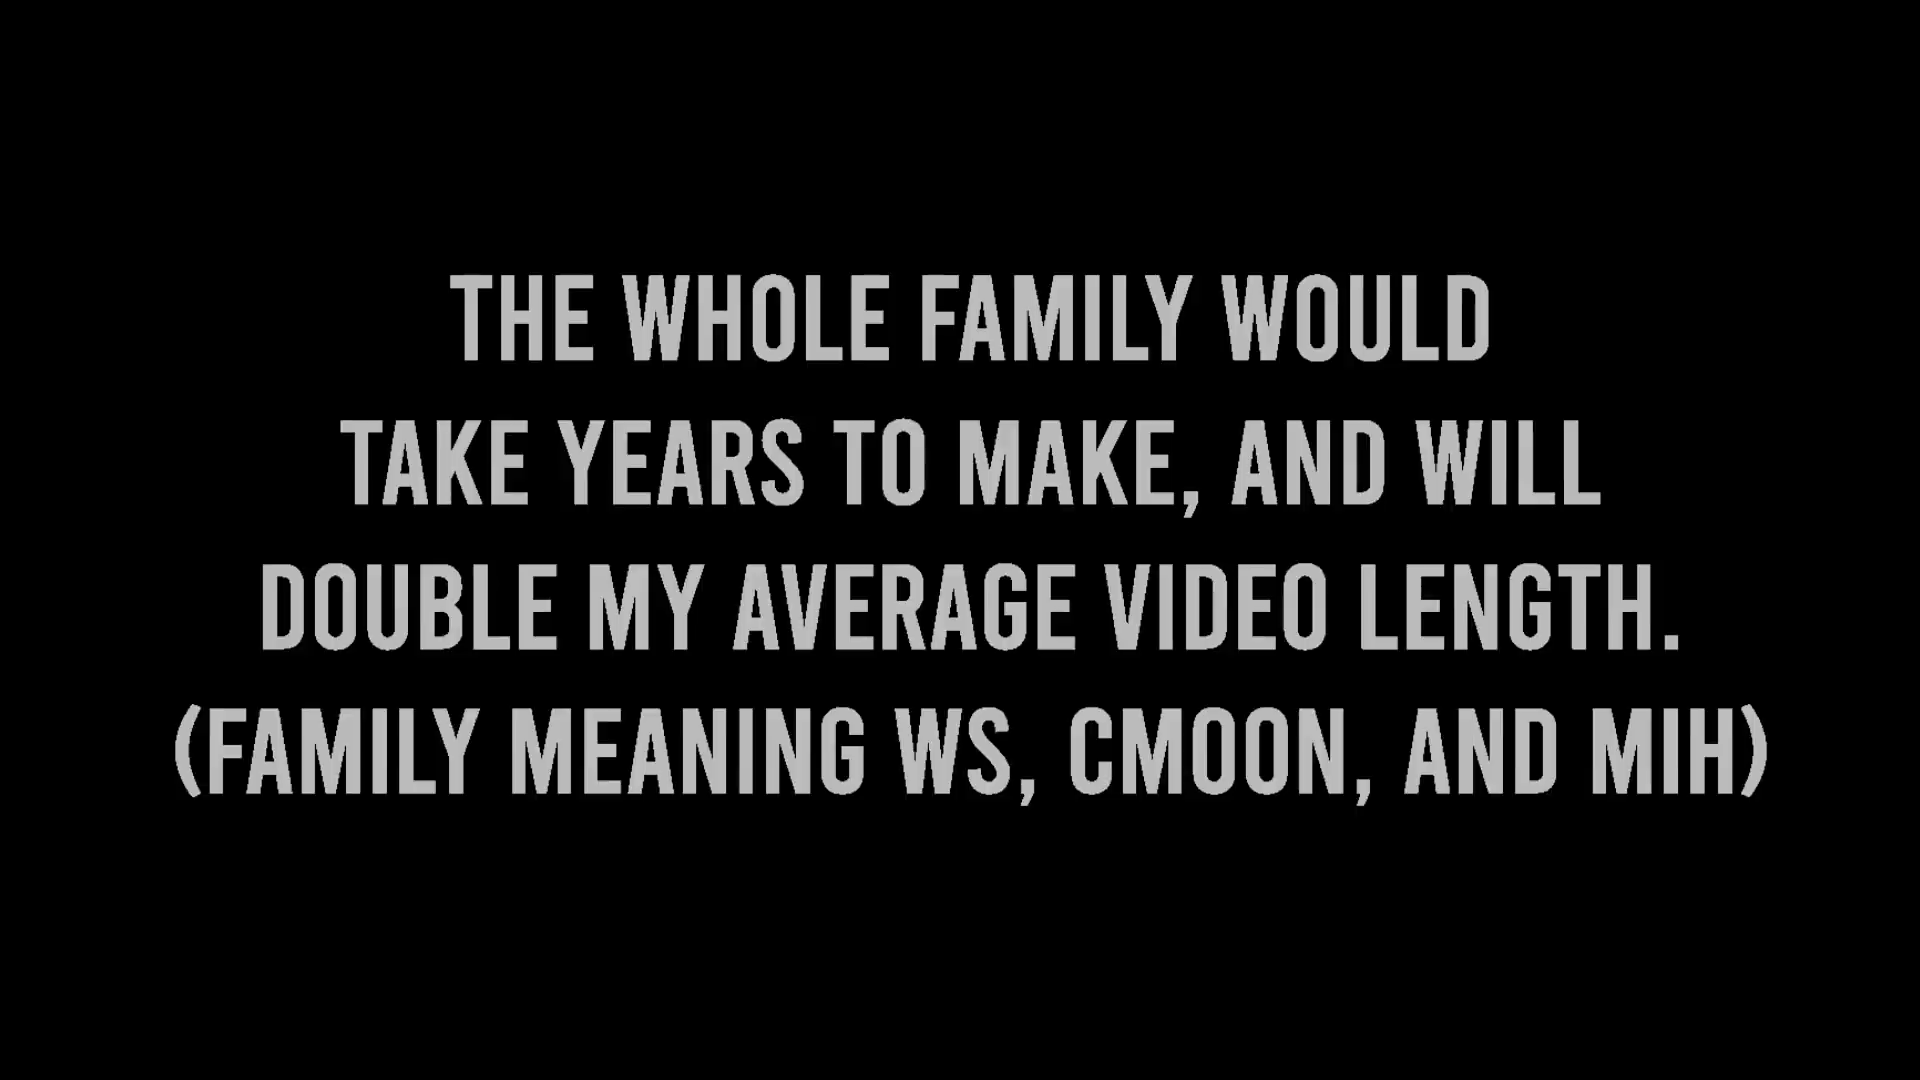 THE WHOLE FAMILY WOULD
TAKE YEARS TO MAKE, AND WILL
DOUBLE MY AVERAGE VIDEO LENGTH.
(FAMILY MEANING WS, CMOON, AND MIH)